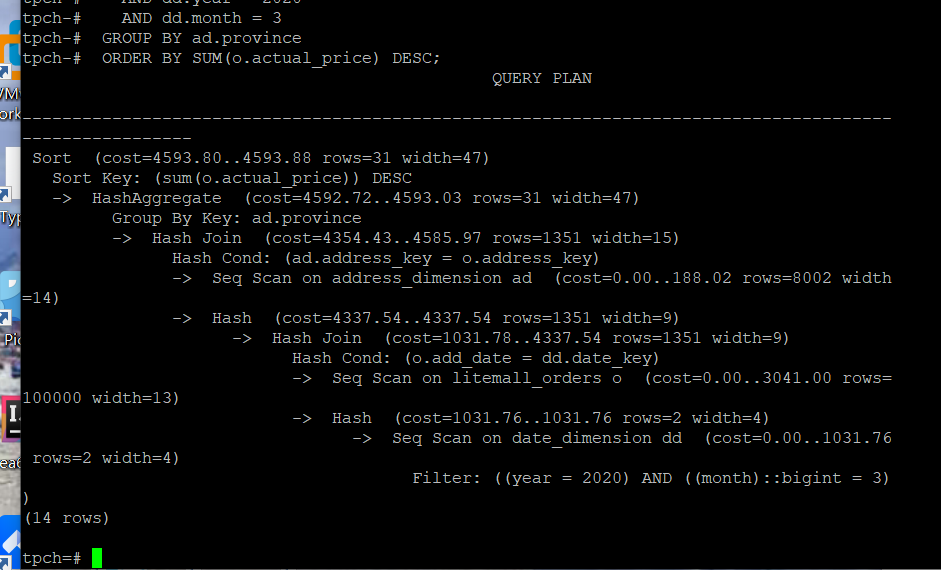 tpch-#    AND dd.year = 2020
tpch-#    AND dd.month = 3
tpch-#  GROUP BY ad.province
tpch-#  ORDER BY SUM(o.actual_price) DESC;
QUERY PLAN
---------------------------------------------------------------------------------------
-----------------
Sort  (cost=4593.80..4593.88 rows=31 width=47)
Sort Key: (sum(o.actual_price)) DESC
->  HashAggregate  (cost=4592.72..4593.03 rows=31 width=47)
Group By Key: ad.province
->  Hash Join  (cost=4354.43..4585.97 rows=1351 width=15)
Hash Cond: (ad.address_key = o.address_key)
->  Seq Scan on address_dimension ad  (cost=0.00..188.02 rows=8002 width
=14)
->  Hash  (cost=4337.54..4337.54 rows=1351 width=9)
->  Hash Join  (cost=1031.78..4337.54 rows=1351 width=9)
Hash Cond: (o.add_date = dd.date_key)
->  Seq Scan on litemall_orders o  (cost=0.00..3041.00 rows=
100000 width=13)
->  Hash  (cost=1031.76..1031.76 rows=2 width=4)
->  Seq Scan on date_dimension dd  (cost=0.00..1031.76
rows=2 width=4)
Filter: ((year = 2020) AND ((month)::bigint = 3)
)
(14 rows)
tpch=#